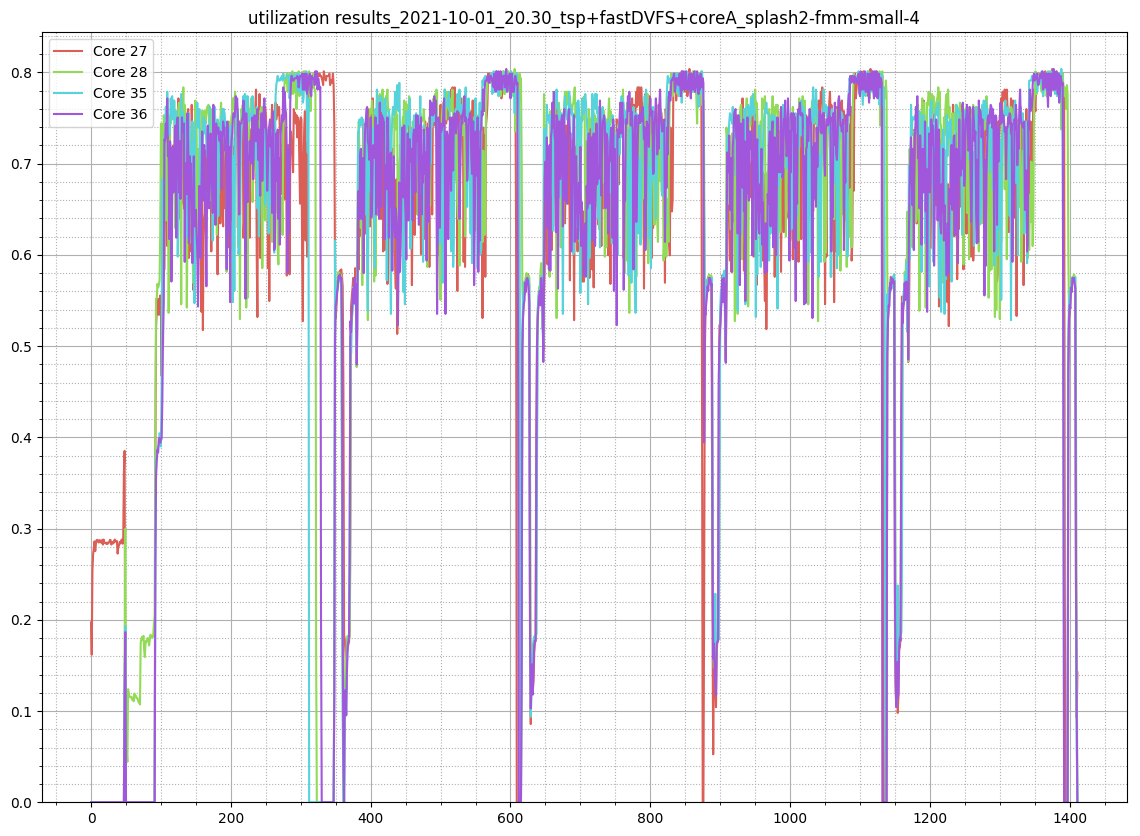 utilization results_2021-10-01_20.30_tsp+fastDVFS+coreA_splash2-fmm-small-4
Core 27
Core 28
Core 35
Core 36
0.8
0.7
0.6
0.5
0.4
0.3
0.2
0.1
0.0
0 200 400 600 800 1000 1200 1400